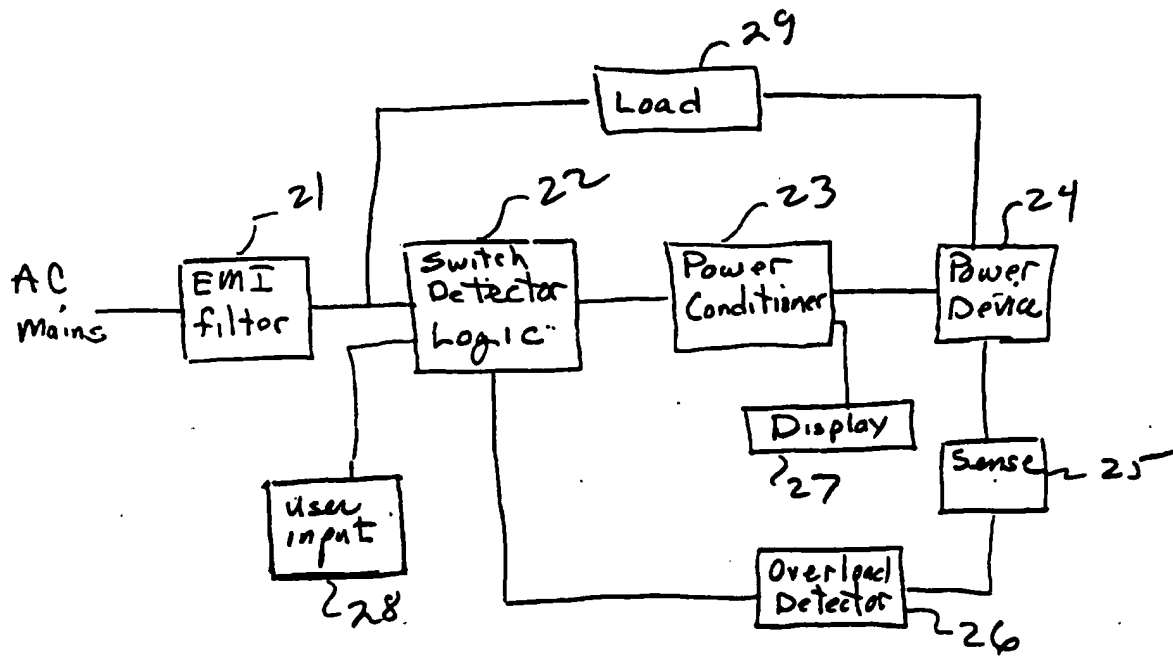 29
Load
21
22
23
24
AC
Mains
EMI
filtor
Switch
Detector
Logic
Power
Conditioner
Power
Device
Display
27
Sense
25
User
input
28
Overload
Detector
26